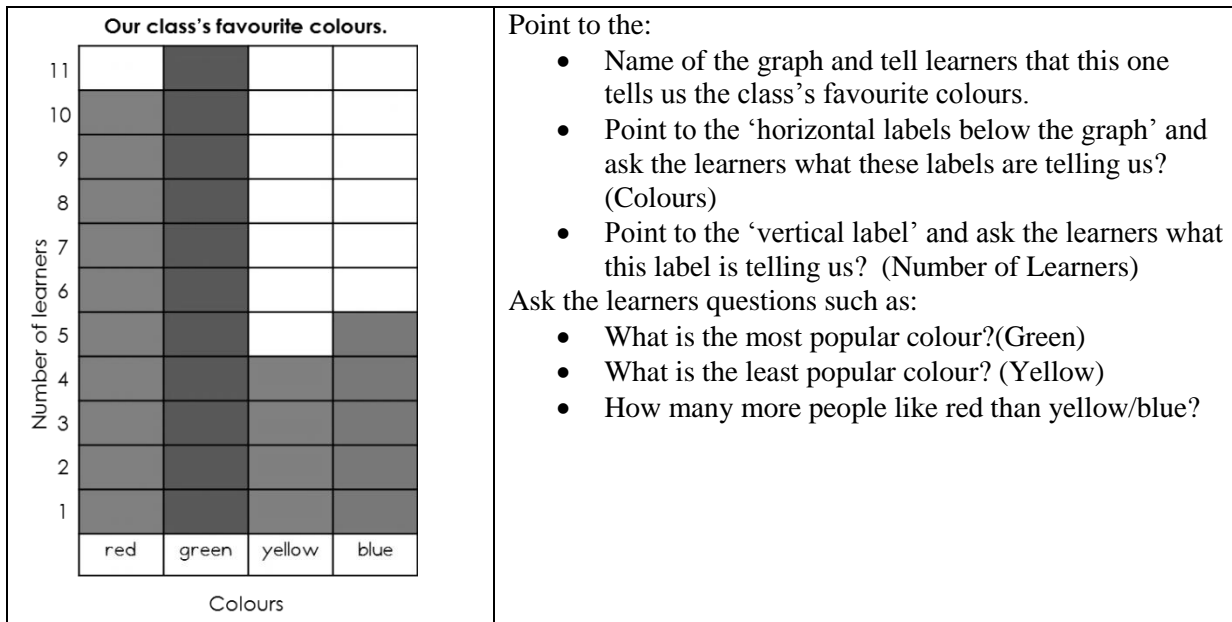 Our class's favourite colours.
11
10
9
8
7
6
5
4
3
2
1
Number of learners
red green yellow blue
Colours
Point to the:
• Name of the graph and tell learners that this one
tells us the class's favourite colours.
• Point to the 'horizontal labels below the graph' and
ask the learners what these labels are telling us?
(Colours)
• Point to the 'vertical label' and ask the learners what
this label is telling us?  (Number of Learners)
Ask the learners questions such as:
• What is the most popular colour?(Green)
• What is the least popular colour? (Yellow)
• How many more people like red than yellow/blue?